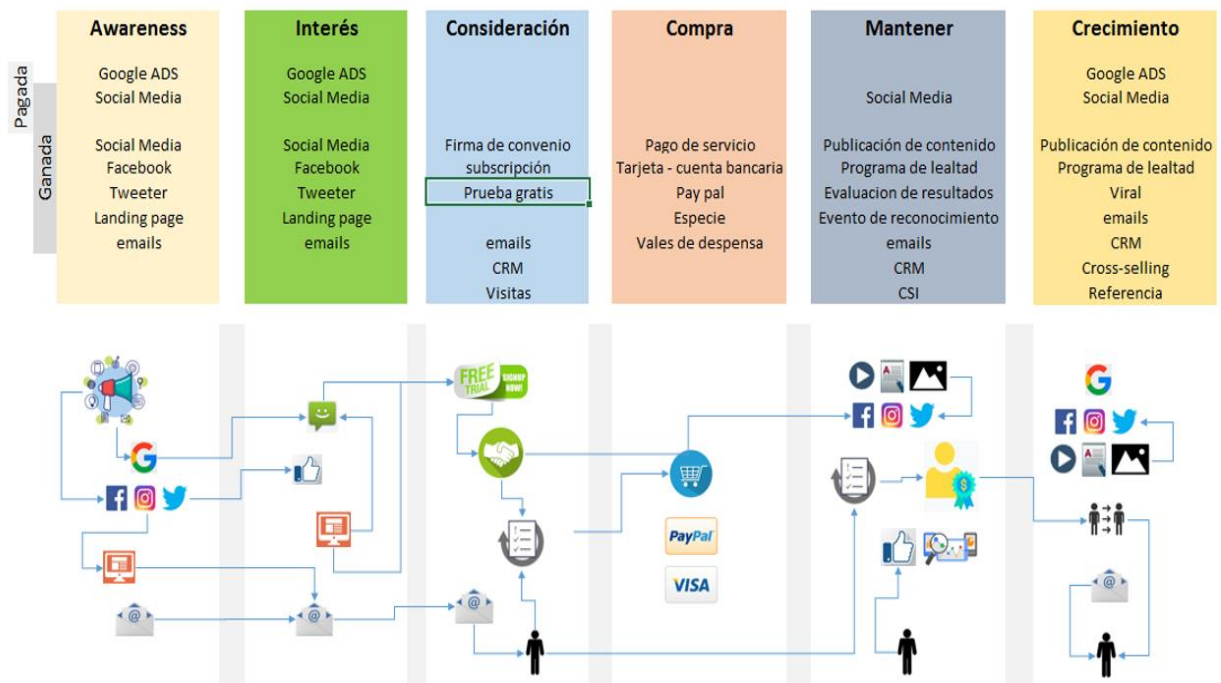 Awareness
Interés
Consideración
Compra
Mantener
Crecimiento
Pagada
Ganada
Google ADS
Social Media
Social Media
Facebook
Tweeter
Landing page
emails
Google ADS
Social Media
Social Media
Facebook
Tweeter
Landing page
emails
Firma de convenio
subscripción
Prueba gratis
emails
CRM
Visitas
Pago de servicio
Tarjeta - cuenta bancaria
Pay pal
Especie
Vales de despensa
Social Media
Publicación de contenido
Programa de lealtad
Evaluacion de resultados
Evento de reconocimiento
emails
CRM
CSI
Google ADS
Social Media
Publicación de contenido
Programa de lealtad
Viral
emails
CRM
Cross-selling
Referencia
FREE
TRIAL
SIGNUP
NOW!
PayPal
VISA